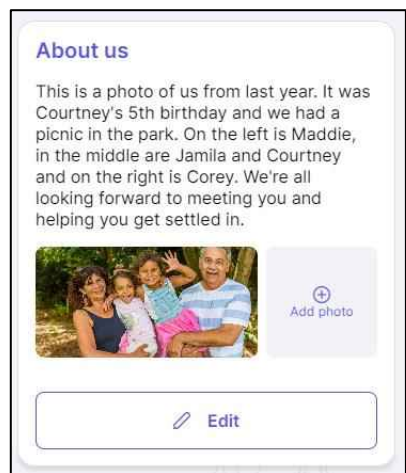 About us
This is a photo of us from last year. It was
Courtney's 5th birthday and we had a
picnic in the park. On the left is Maddie,
in the middle are Jamila and Courtney
and on the right is Corey. We're all
looking forward to meeting you and
helping you get settled in.
Add photo
Edit